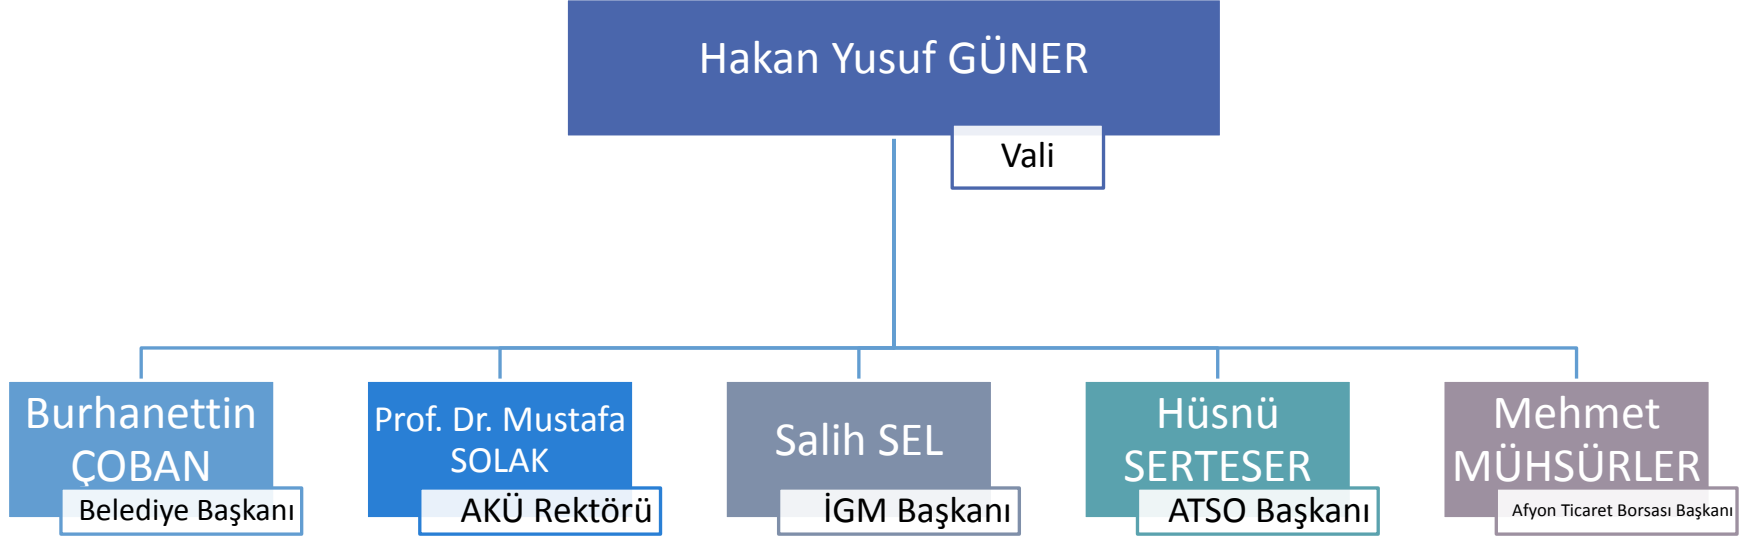 Hakan Yusuf GÜNER
Vali
Burhanettin
ÇOBAN
Belediye Başkanı
Prof. Dr. Mustafa
SOLAK
AKÜ Rektörü
Salih SEL
İGM Başkanı
Hüsnü
SERTESER
ATSO Başkanı
Mehmet
MÜHSÜRLER
Afyon Ticaret Borsası Başkanı